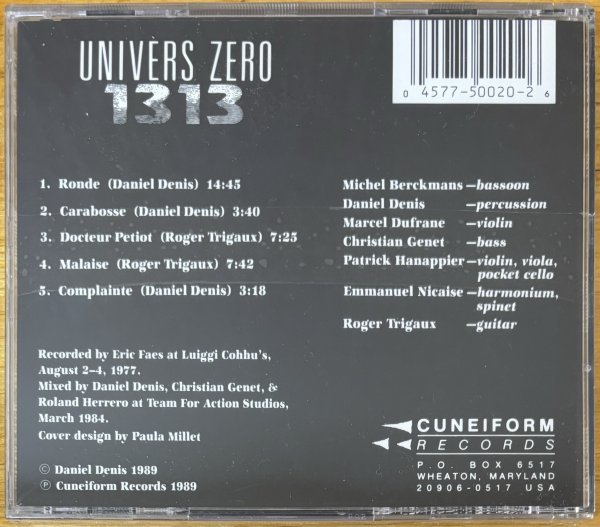 UNIVERS ZERO
1313
0 4577-50020-2 6
1. Ronde (Daniel Denis) 14:45
2. Carabosse (Daniel Denis) 3:40
3. Docteur Petiot (Roger Trigaux) 7:25
4. Malaise (Roger Trigaux) 7:42
5. Complainte (Daniel Denis) 3:18
Michel Berckmans—bassoon
Daniel Denis—percussion
Marcel Dufrane—violin
Christian Genet—bass
Patrick Hanappier—violin, viola,
pocket cello
Emmanuel Nicaise—harmonium,
spinet
Roger Trigaux—guitar
Recorded by Eric Faes at Luiggi Cohhu's,
August 2–4, 1977.
Mixed by Daniel Denis, Christian Genet, &
Roland Herrero at Team For Action Studios,
March 1984.
Cover design by Paula Millet
© Daniel Denis 1989
℗ Cuneiform Records 1989
CUNEIFORM
RECORDS
P.O. BOX 6517
WHEATON, MARYLAND
20906-0517 USA